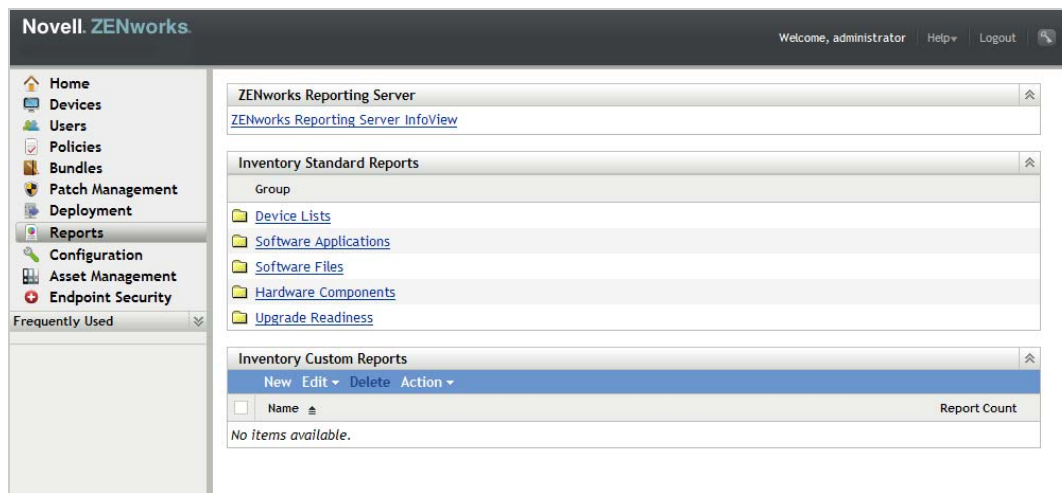 Novell. ZENworks.
Welcome, administrator Help Logout
Home
Devices
Users
Policies
Bundles
Patch Management
Deployment
Reports
Configuration
Asset Management
Endpoint Security
Frequently Used
ZENworks Reporting Server
ZENworks Reporting Server InfoView
Inventory Standard Reports
Group
Device Lists
Software Applications
Software Files
Hardware Components
Upgrade Readiness
Inventory Custom Reports
New Edit Delete Action
Name Report Count
No items available.